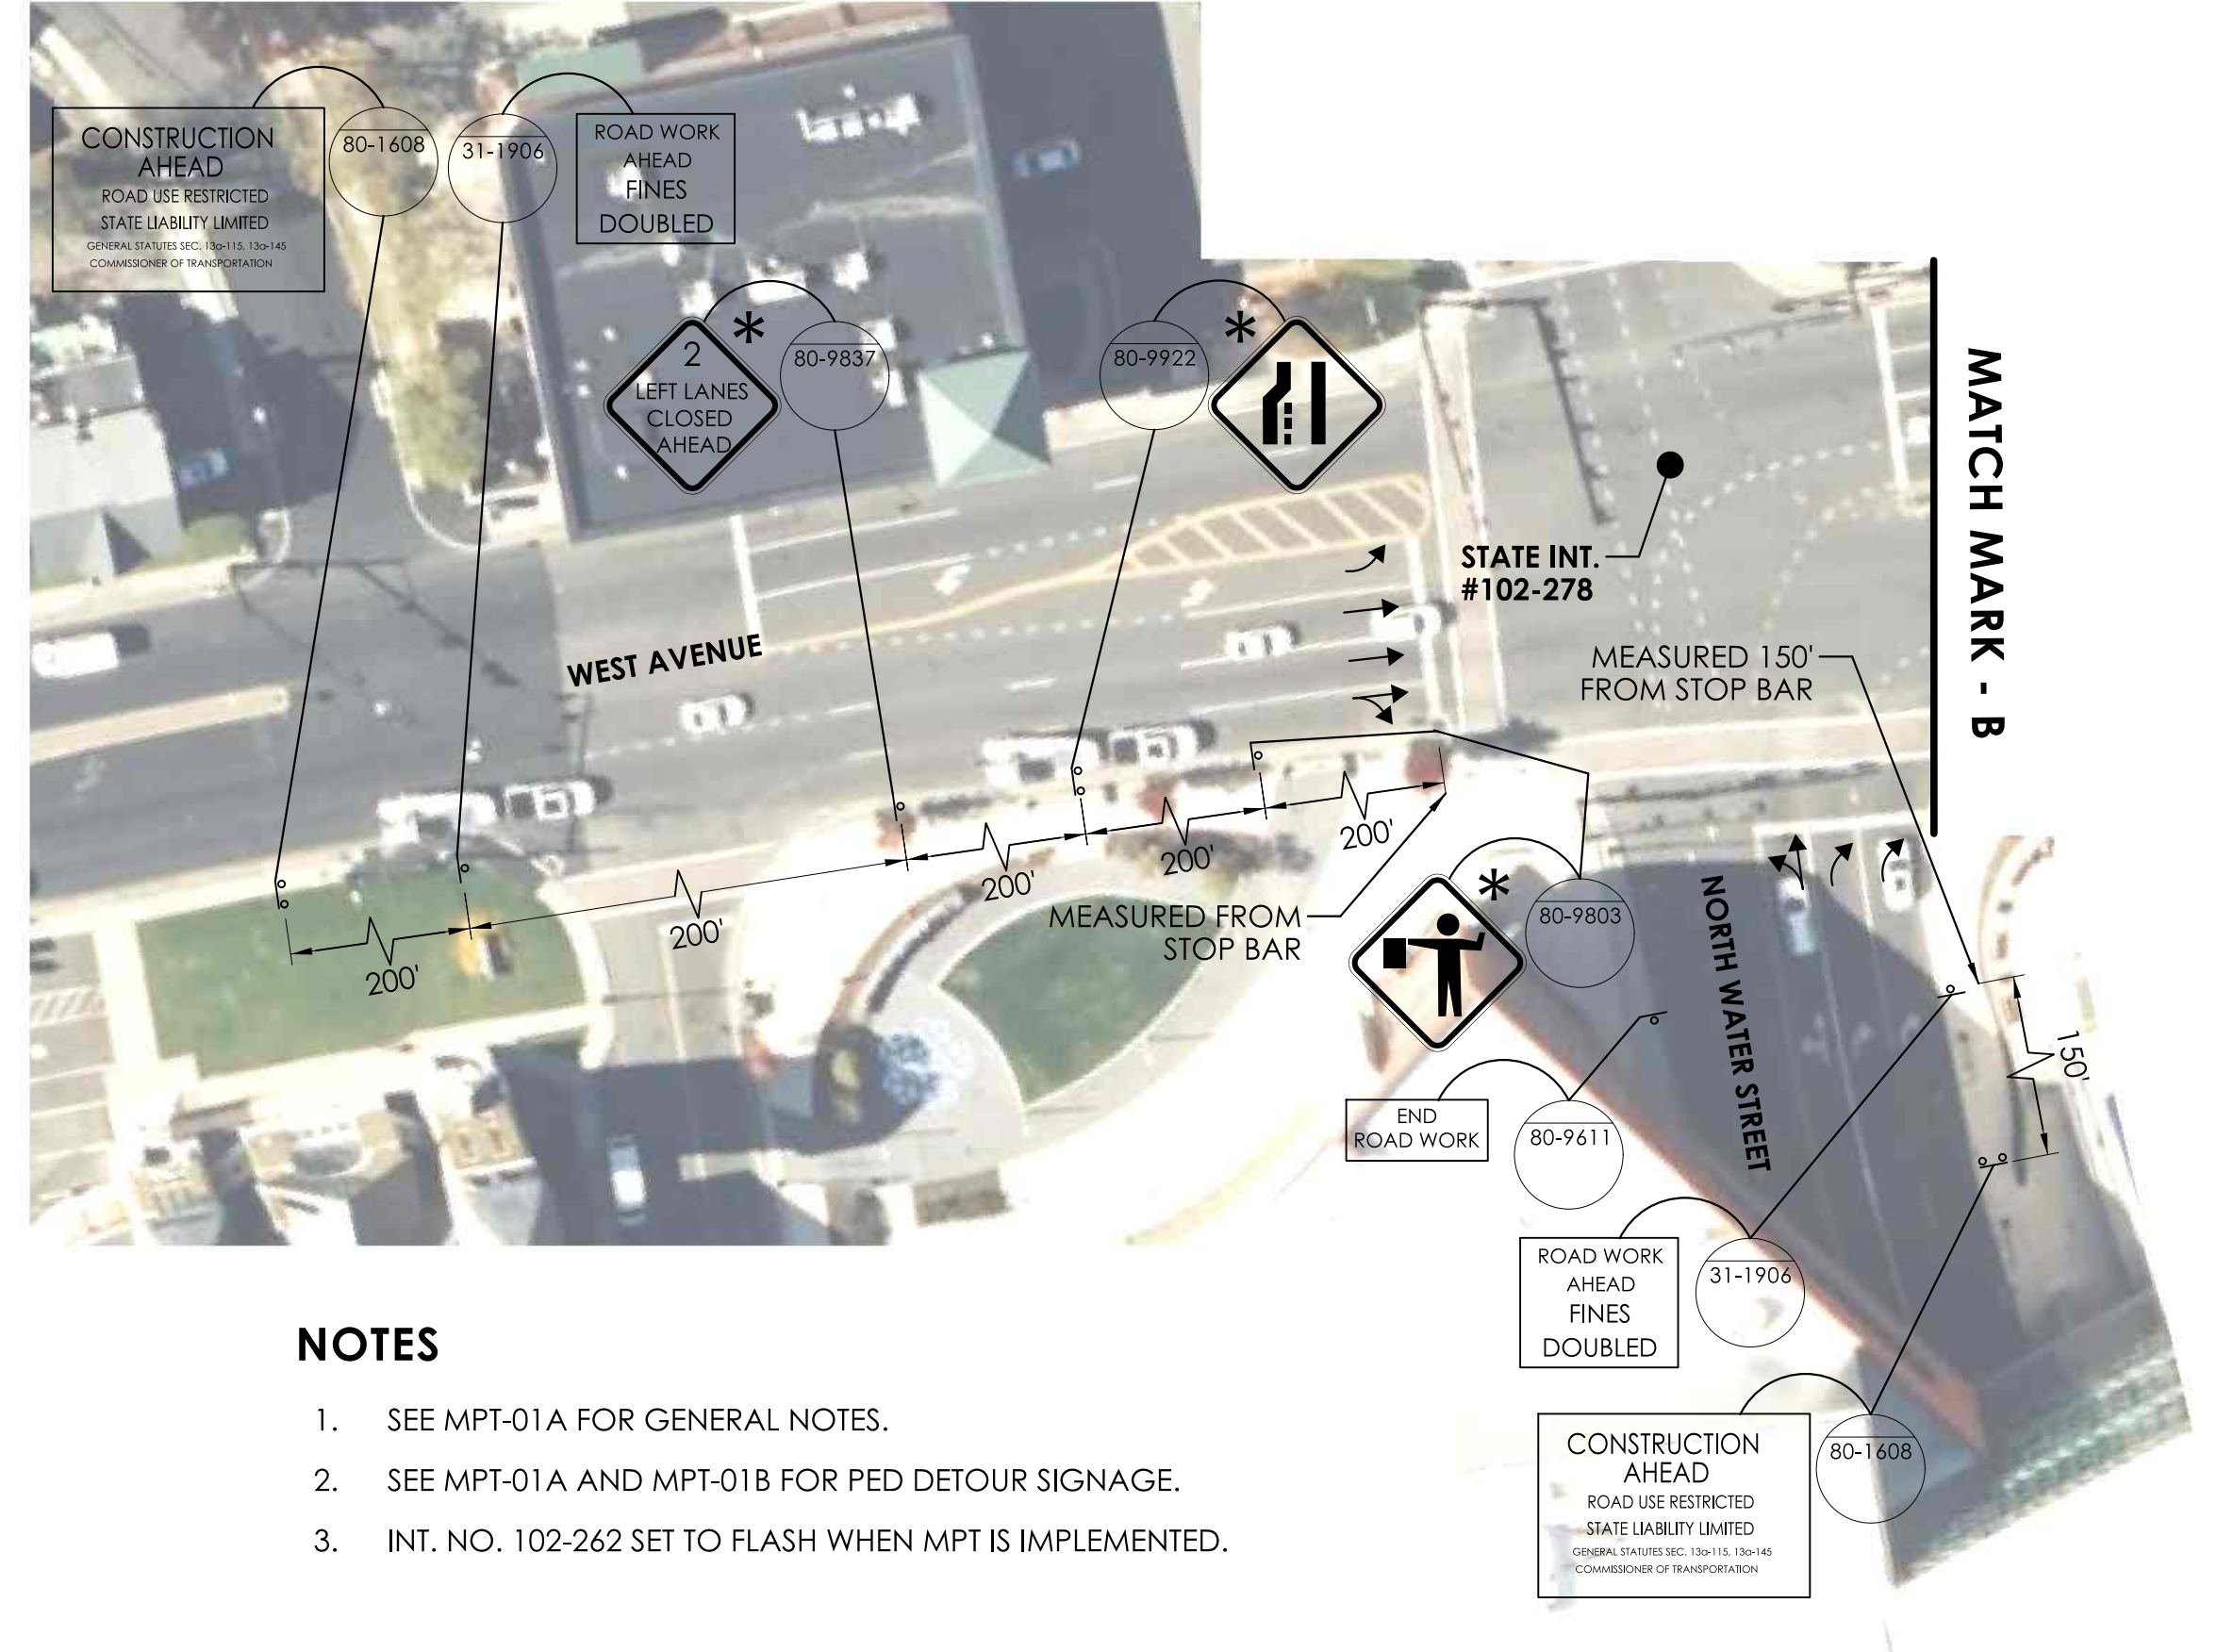 CONSTRUCTION
AHEAD
ROAD USE RESTRICTED
STATE LIABILITY LIMITED
GENERAL STATUTES SEC. 13a-115, 13a-145
COMMISSIONER OF TRANSPORTATION
80-1608
31-1906
ROAD WORK
AHEAD
FINES
DOUBLED
2
LEFT LANES
CLOSED
AHEAD
*
80-9837
80-9922
*
MATCH MARK - B
STATE INT.
#102-278
WEST AVENUE
MEASURED 150'
FROM STOP BAR
200'
200'
200'
200'
200'
MEASURED FROM
STOP BAR
*
80-9803
NORTH WATER STREET
150'
END
ROAD WORK
80-9611
ROAD WORK
AHEAD
FINES
DOUBLED
31-1906
CONSTRUCTION
AHEAD
ROAD USE RESTRICTED
STATE LIABILITY LIMITED
GENERAL STATUTES SEC. 13a-115, 13a-145
COMMISSIONER OF TRANSPORTATION
80-1608
NOTES
1. SEE MPT-01A FOR GENERAL NOTES.
2. SEE MPT-01A AND MPT-01B FOR PED DETOUR SIGNAGE.
3. INT. NO. 102-262 SET TO FLASH WHEN MPT IS IMPLEMENTED.